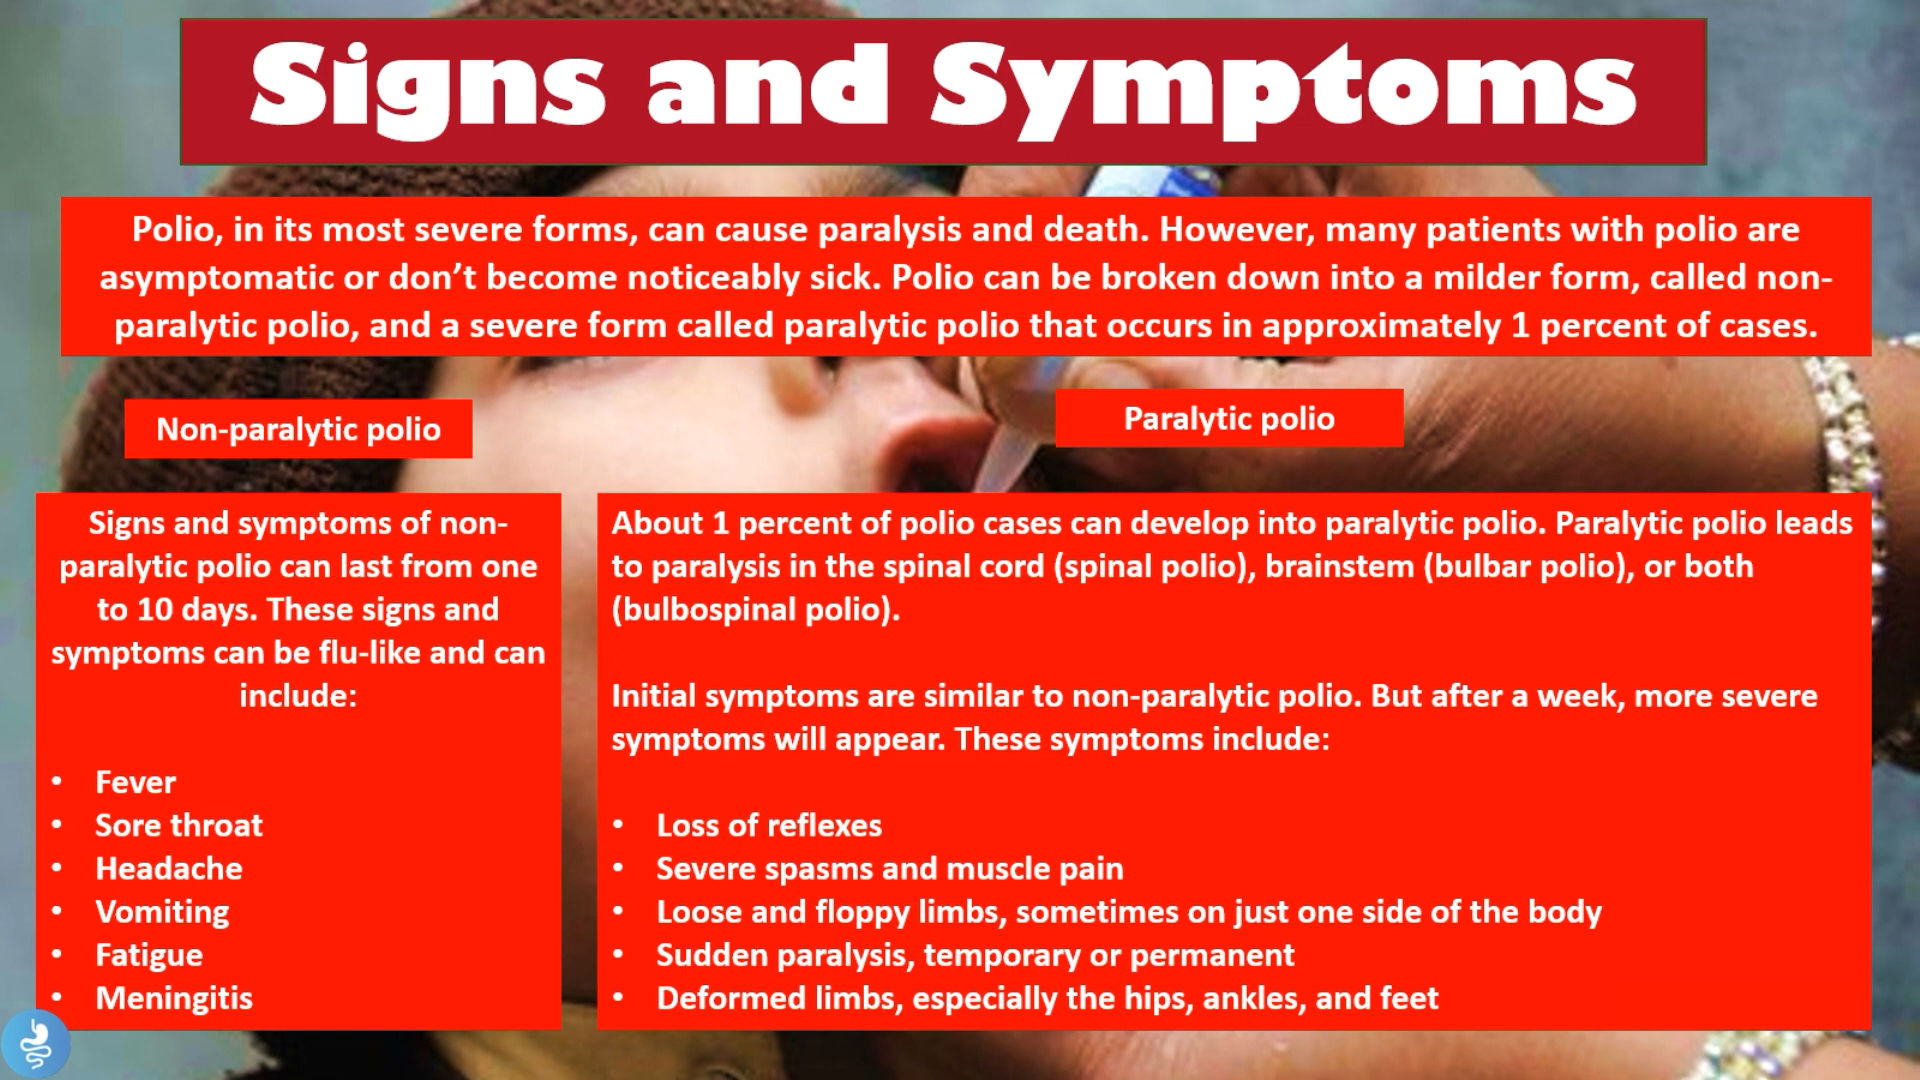 Signs and Symptoms
Polio, in its most severe forms, can cause paralysis and death. However, many patients with polio are
asymptomatic or don’t become noticeably sick. Polio can be broken down into a milder form, called non-
paralytic polio, and a severe form called paralytic polio that occurs in approximately 1 percent of cases.
Non-paralytic polio
Signs and symptoms of non-
paralytic polio can last from one
to 10 days. These signs and
symptoms can be flu-like and can
include:
• Fever
• Sore throat
• Headache
• Vomiting
• Fatigue
• Meningitis
Paralytic polio
About 1 percent of polio cases can develop into paralytic polio. Paralytic polio leads
to paralysis in the spinal cord (spinal polio), brainstem (bulbar polio), or both
(bulbospinal polio).
Initial symptoms are similar to non-paralytic polio. But after a week, more severe
symptoms will appear. These symptoms include:
• Loss of reflexes
• Severe spasms and muscle pain
• Loose and floppy limbs, sometimes on just one side of the body
• Sudden paralysis, temporary or permanent
• Deformed limbs, especially the hips, ankles, and feet